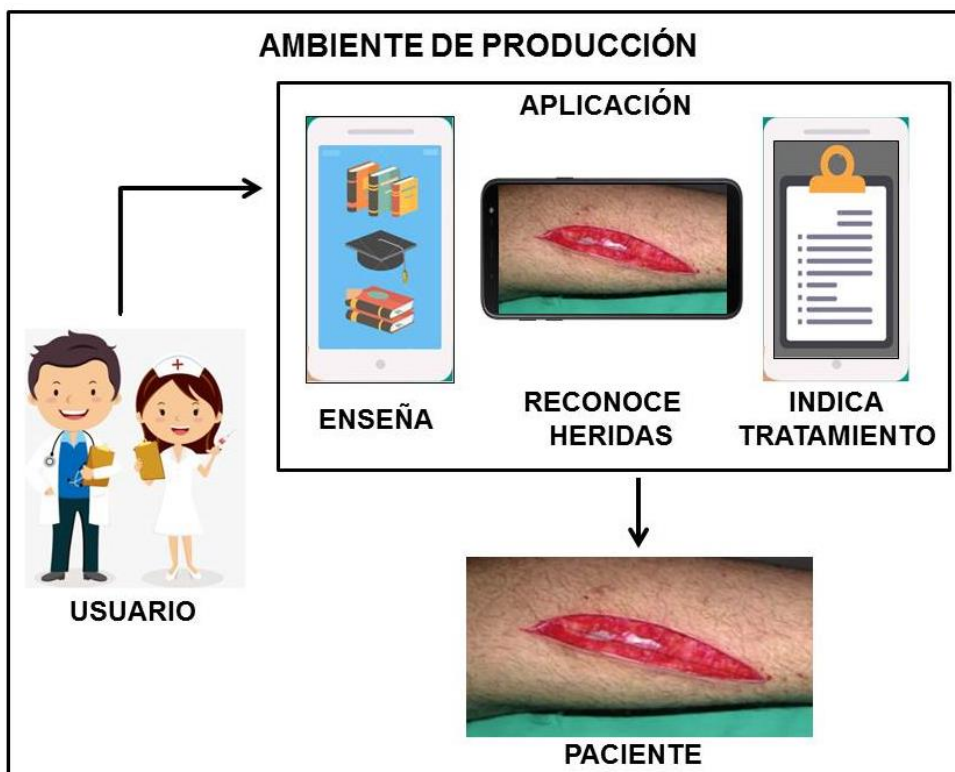 AMBIENTE DE PRODUCCIÓN
APLICACIÓN
ENSEÑA
RECONOCE
HERIDAS
INDICA
TRATAMIENTO
USUARIO
PACIENTE